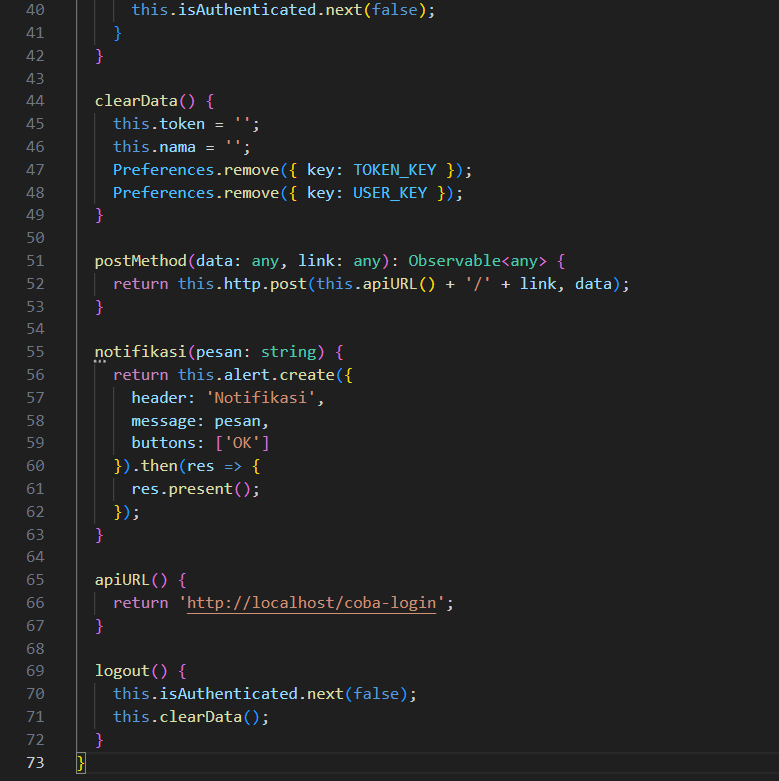 40 this.isAuthenticated.next(false);
41 }
42 }
43
44 clearData() {
45 this.token = '';
46 this.nama = '';
47 Preferences.remove({ key: TOKEN_KEY });
48 Preferences.remove({ key: USER_KEY });
49 }
50
51 postMethod(data: any, link: any): Observable<any> {
52 return this.http.post(this.apiURL() + '/' + link, data);
53 }
54
55 notifikasi(pesan: string) {
56 return this.alert.create({
57 header: 'Notifikasi',
58 message: pesan,
59 buttons: ['OK']
60 }).then(res => {
61 res.present();
62 });
63 }
64
65 apiURL() {
66 return 'http://localhost/coba-login';
67 }
68
69 logout() {
70 this.isAuthenticated.next(false);
71 this.clearData();
72 }
73 }